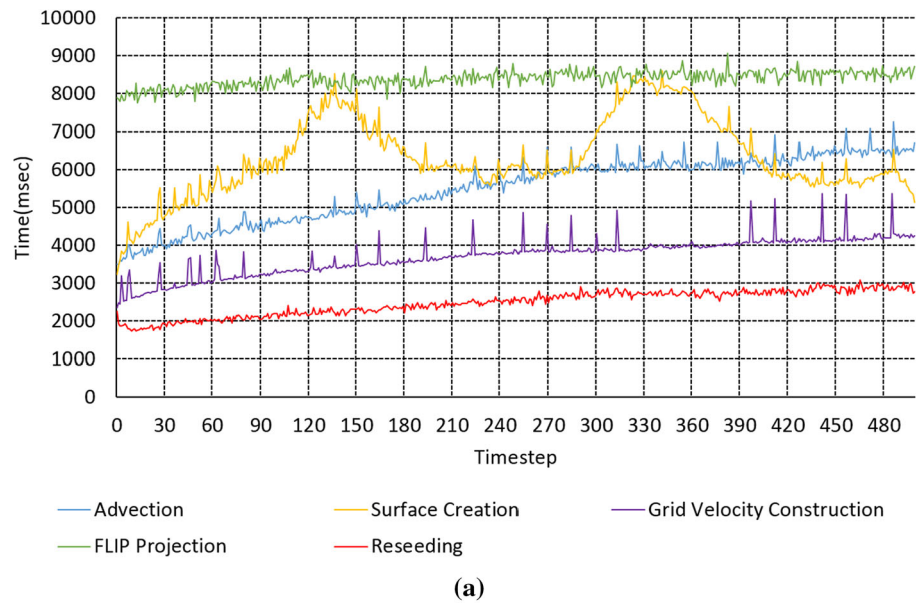 10000
9000
8000
7000
6000
5000
4000
3000
2000
1000
0
Time(msec)
0 30 60 90 120 150 180 210 240 270 300 330 360 390 420 450 480
Timestep
Advection Surface Creation Grid Velocity Construction
FLIP Projection Reseeding
(a)